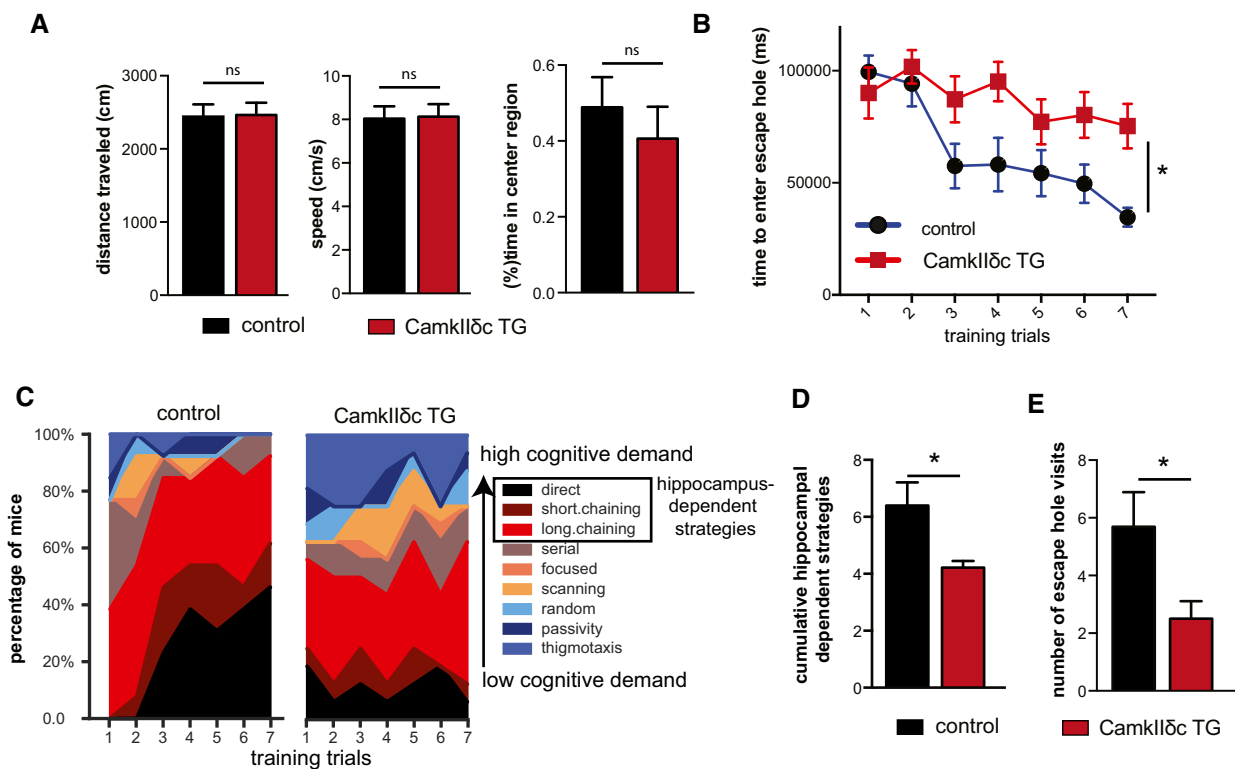 A
ns
distance traveled (cm)
3000
2000
1000
0
ns
speed (cm/s)
10
8
6
4
2
0
ns
(%)time in center region
0.6
0.4
0.2
0.0
control
CamkIIδc TG
B
time to enter escape hole (ms)
100000
50000
0
*
control
CamkIIδc TG
1 2 3 4 5 6 7
training trials
C
control
CamkIIδc TG
percentage of mice
100%
80%
60%
40%
20%
0.0
1 2 3 4 5 6 7
1 2 3 4 5 6 7
training trials
high cognitive demand
direct
short.chaining
long.chaining
serial
focused
scanning
random
passivity
thigmotaxis
low cognitive demand
hippocampus-
dependent
strategies
D
cumulative hippocampal
dependent strategies
8
6
4
2
0
*
E
number of escape hole visits
8
6
4
2
0
*
control
CamkIIδc TG